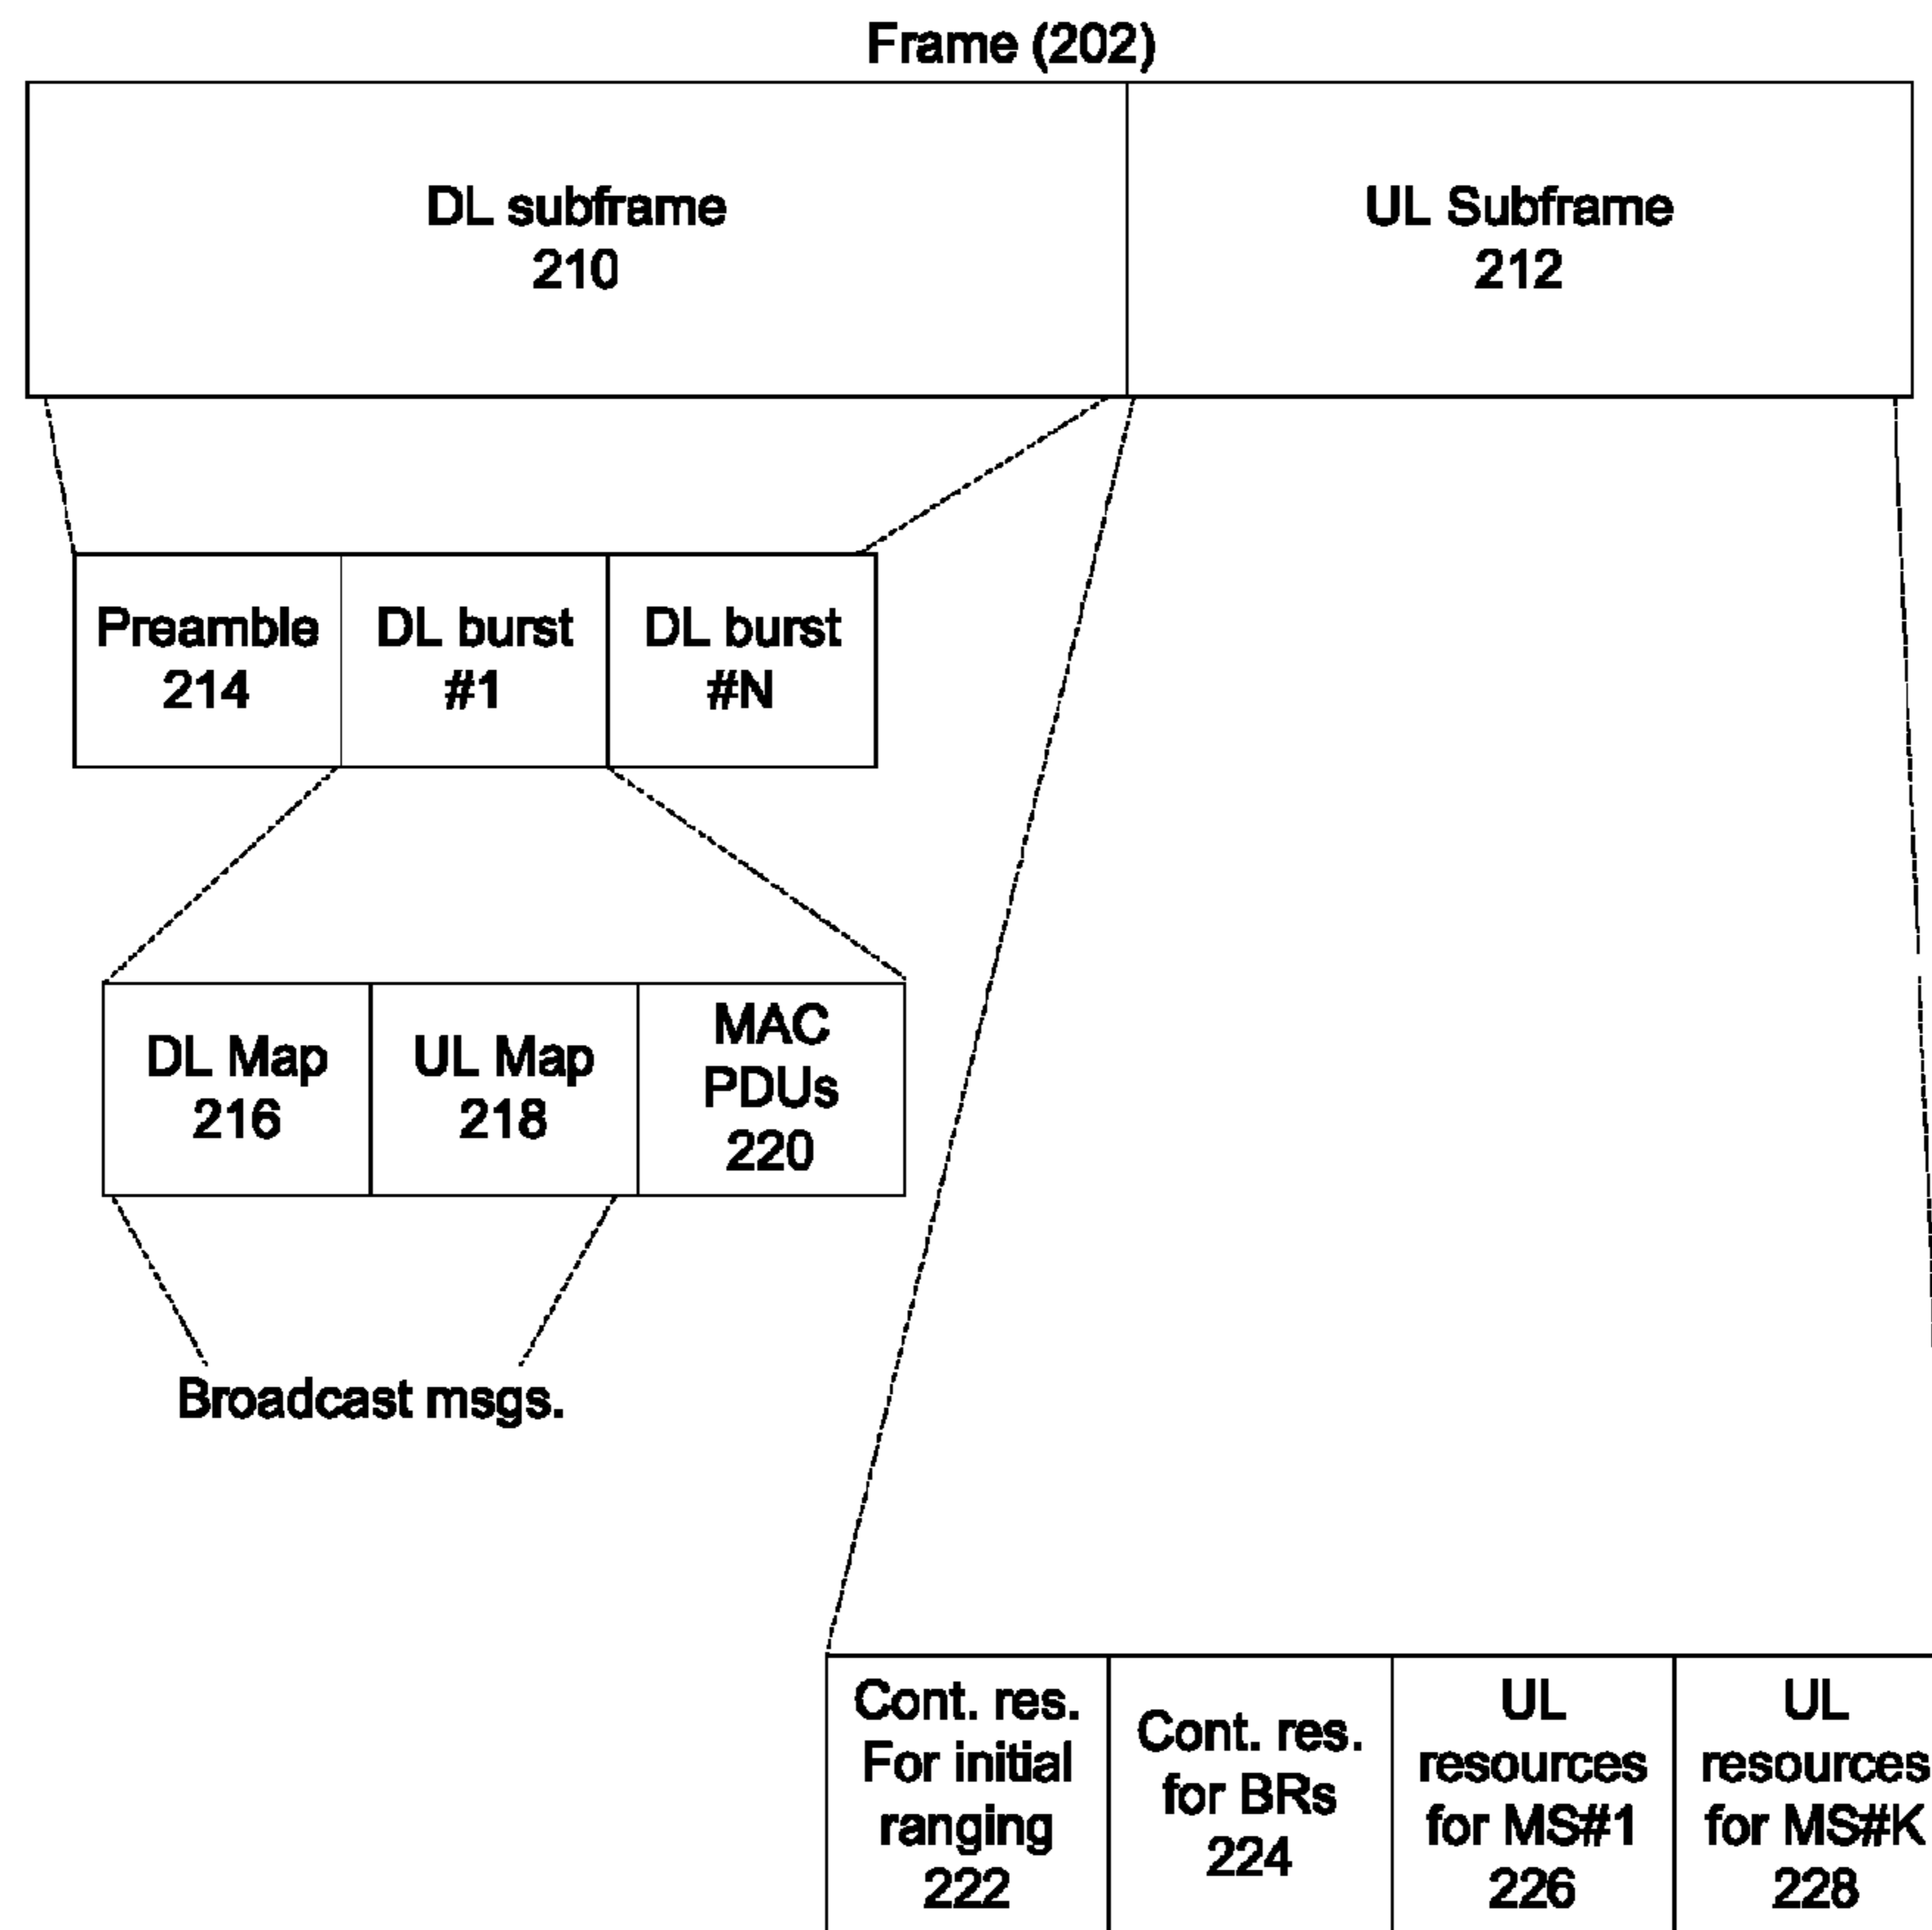 Frame (202)
DL subframe
210
UL Subframe
212
Preamble
214
DL burst
#1
DL burst
#N
DL Map
216
UL Map
218
MAC
PDUs
220
Broadcast msgs.
Cont. res.
For initial
ranging
222
Cont. res.
for BRs
224
UL
resources
for MS#1
226
UL
resources
for MS#K
228